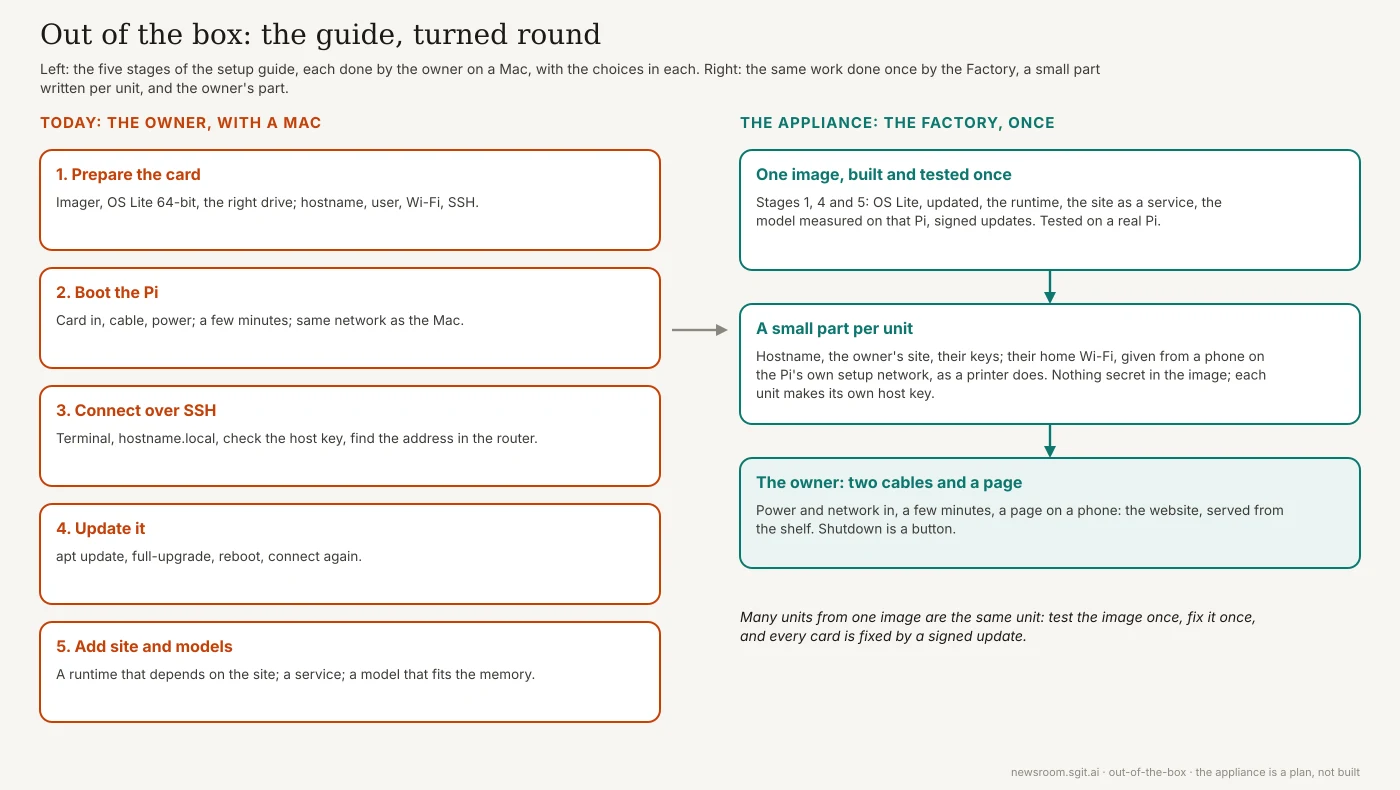 Out of the box: the guide, turned round
Left: the five stages of the setup guide, each done by the owner on a Mac, with the choices in each. Right: the same work done once by the Factory, a small part
written per unit, and the owner's part.
TODAY: THE OWNER, WITH A MAC
1. Prepare the card
Imager, OS Lite 64-bit, the right drive; hostname, user, Wi-Fi, SSH.
2. Boot the Pi
Card in, cable, power; a few minutes; same network as the Mac.
3. Connect over SSH
Terminal, hostname.local, check the host key, find the address in the router.
4. Update it
apt update, full-upgrade, reboot, connect again.
5. Add site and models
A runtime that depends on the site; a service; a model that fits the memory.
THE APPLIANCE: THE FACTORY, ONCE
One image, built and tested once
Stages 1, 4 and 5: OS Lite, updated, the runtime, the site as a service, the
model measured on that Pi, signed updates. Tested on a real Pi.
A small part per unit
Hostname, the owner's site, their keys; their home Wi-Fi, given from a phone on
the Pi's own setup network, as a printer does. Nothing secret in the image; each
unit makes its own host key.
The owner: two cables and a page
Power and network in, a few minutes, a page on a phone: the website, served from
the shelf. Shutdown is a button.
Many units from one image are the same unit: test the image once, fix it once,
and every card is fixed by a signed update.
newsroom.sgit.ai · out-of-the-box · the appliance is a plan, not built